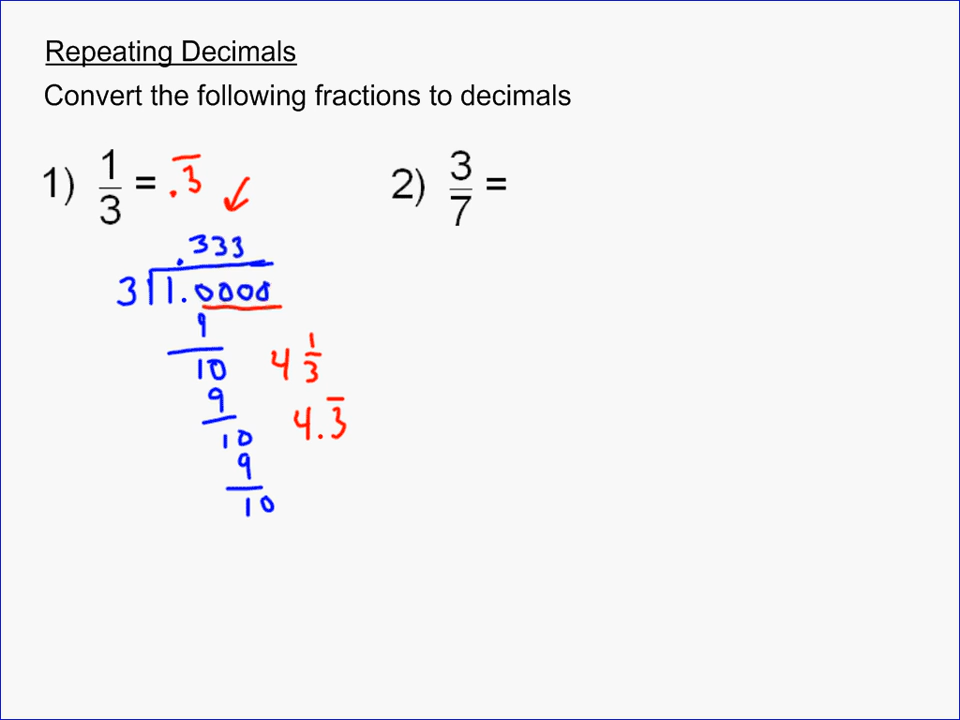 Repeating Decimals
Convert the following fractions to decimals
1) 1/3 = .3̅
2) 3/7 =
.333
3 1.0000
9
10
4 1/3
9
4.3̅
10
9
10